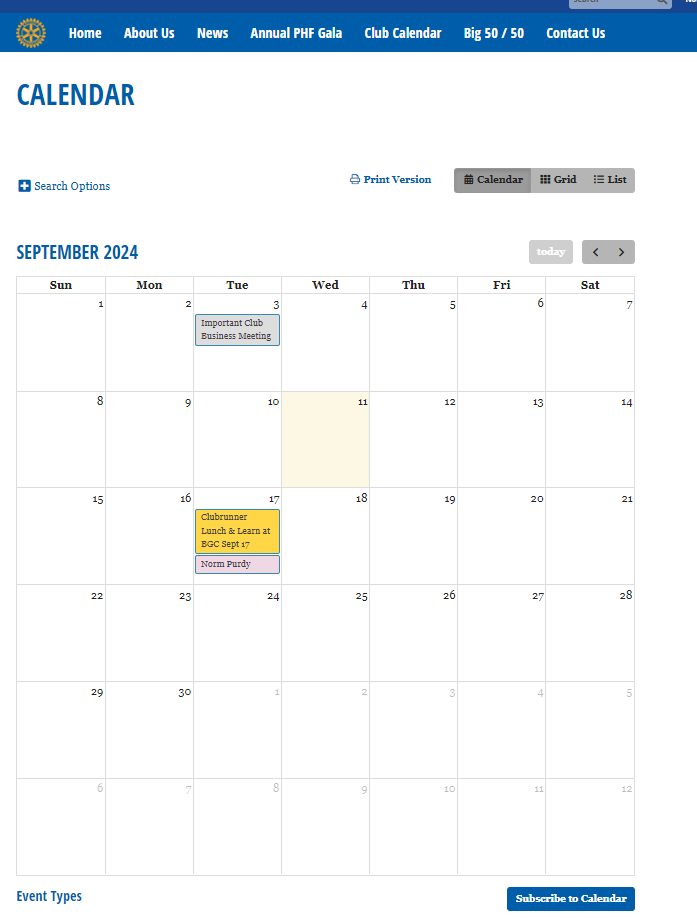 Home About Us News Annual PHF Gala Club Calendar Big 50 / 50 Contact Us
CALENDAR
Search Options
Print Version
Calendar Grid List
SEPTEMBER 2024
today
Sun Mon Tue Wed Thu Fri Sat
1 2 3 4 5 6 7
Important Club
Business Meeting
8 9 10 11 12 13 14
15 16 17 18 19 20 21
Clubrunner
Lunch & Learn at
BGC Sept 17
Norm Purdy
22 23 24 25 26 27 28
29 30 1 2 3 4 5
6 7 8 9 10 11 12
Event Types
Subscribe to Calendar